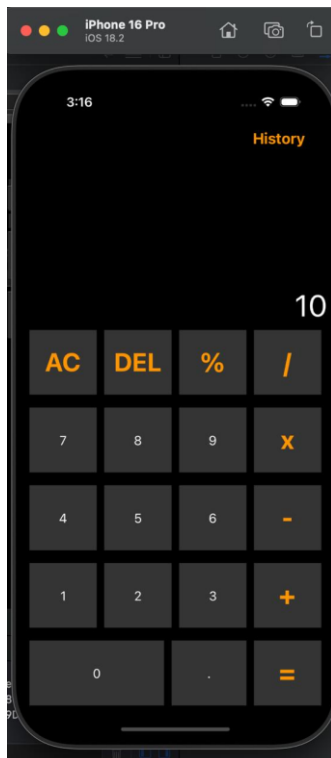 iPhone 16 Pro
iOS 18.2
3:16
History
10
AC DEL % /
7 8 9 x
4 5 6 -
1 2 3 +
0 . =